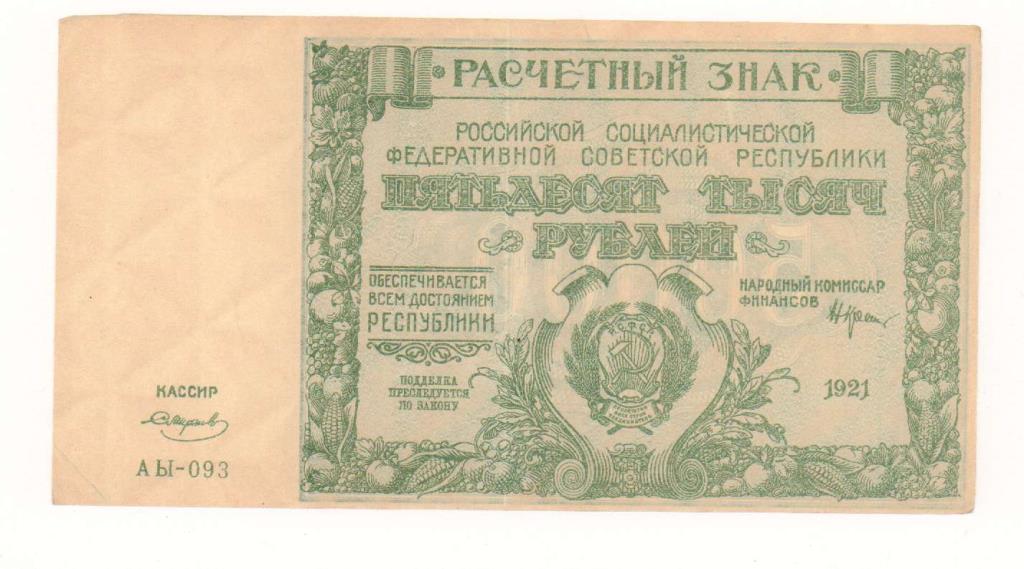 РАСЧЕТНЫЙ ЗНАК
РОССИЙСКОЙ СОЦИАЛИСТИЧЕСКОЙ
ФЕДЕРАТИВНОЙ СОВЕТСКОЙ РЕСПУБЛИКИ
ПЯТЬДЕСЯТ ТЫСЯЧ
РУБЛЕЙ
ОБЕСПЕЧИВАЕТСЯ
ВСЕМ ДОСТОЯНИЕМ
РЕСПУБЛИКИ
ПОДДЕЛКА
ПРЕСЛЕДУЕТСЯ
ПО ЗАКОНУ
РСФСР
НАРОДНЫЙ КОМИССАР
ФИНАНСОВ
1921
КАССИР
АЫ-093